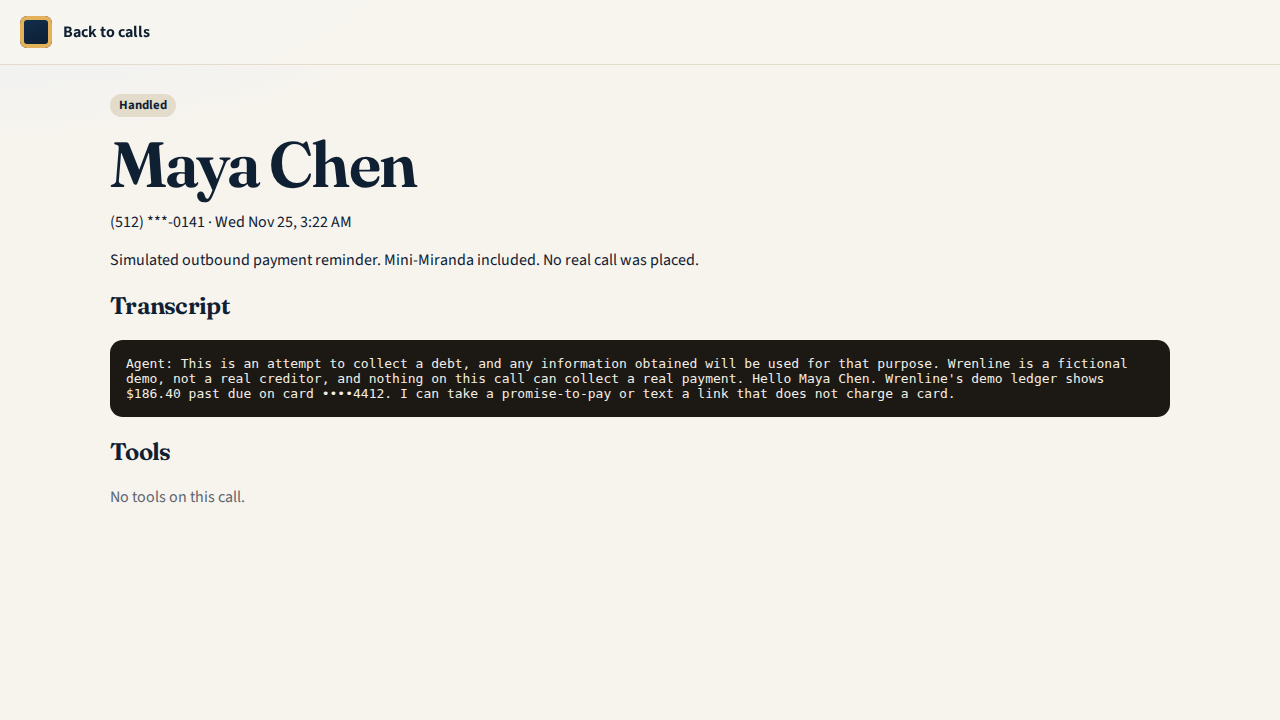 Back to calls
Handled
Maya Chen
(512) ***-0141 · Wed Nov 25, 3:22 AM
Simulated outbound payment reminder. Mini-Miranda included. No real call was placed.
Transcript
Agent: This is an attempt to collect a debt, and any information obtained will be used for that purpose. Wrenline is a fictional
demo, not a real creditor, and nothing on this call can collect a real payment. Hello Maya Chen. Wrenline's demo ledger shows
$186.40 past due on card ••••4412. I can take a promise-to-pay or text a link that does not charge a card.
Tools
No tools on this call.